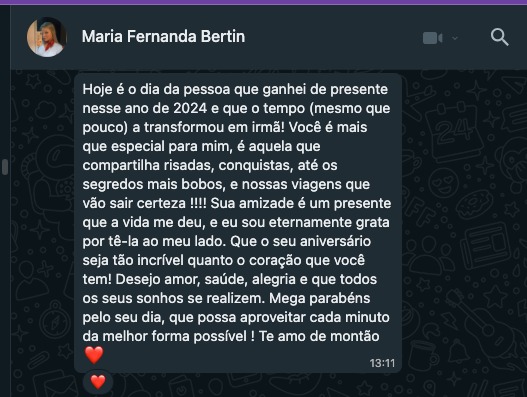 Maria Fernanda Bertin
Hoje é o dia da pessoa que ganhei de presente
nesse ano de 2024 e que o tempo (mesmo que
pouco) a transformou em irmã! Você é mais
que especial para mim, é aquela que
compartilha risadas, conquistas, até os
segredos mais bobos, e nossas viagens que
vão sair certeza !!!! Sua amizade é um presente
que a vida me deu, e eu sou eternamente grata
por tê-la ao meu lado. Que o seu aniversário
seja tão incrível quanto o coração que você
tem! Desejo amor, saúde, alegria e que todos
os seus sonhos se realizem. Mega parabéns
pelo seu dia, que possa aproveitar cada minuto
da melhor forma possível ! Te amo de montão
❤️
13:11
❤️